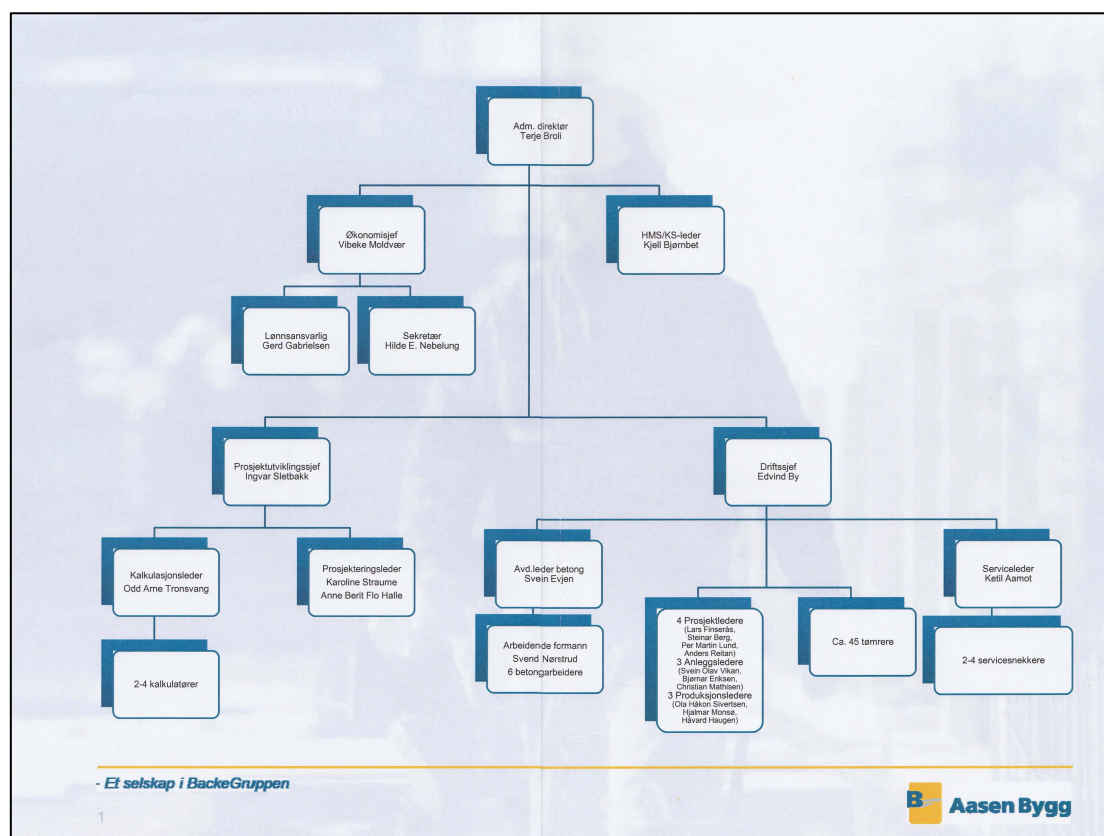 Adm. direktør
Terje Broli
Økonomisjef
Vibeke Moldvær
HMS/KS-leder
Kjell Bjørnbet
Lønnsansvarlig
Gerd Gabrielsen
Sekretær
Hilde E. Nebelung
Prosjektutviklingssjef
Ingvar Sletbakk
Driftssjef
Edvind By
Kalkulasjonsleder
Odd Arne Tronsvang
Prosjekteringsleder
Karoline Straume
Anne Berit Flo Halle
Avd.leder betong
Svein Evjen
Serviceleder
Ketil Aamot
2-4 kalkulatører
Arbeidende formann
Svend Nørstrud
6 betongarbeidere
4 Prosjektledere
(Lars Finserås,
Steinar Berg,
Per Martin Lund,
Anders Reitan)
3 Anleggsledere
(Svein Olav Vikan,
Bjørnar Eriksen,
Christian Mathisen)
3 Produksjonsledere
(Ola Håkon Sivertsen,
Hjalmar Monsø,
Håvard Haugen)
Ca. 45 tømrere
2-4 servicesnekkere
- Et selskap i BackeGruppen
1
B
Aasen Bygg